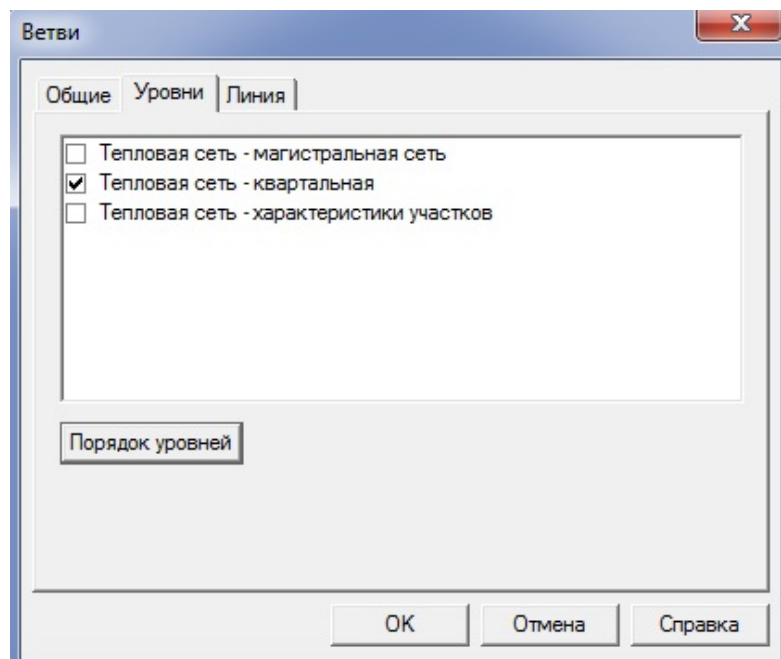 Ветви
Общие Уровни Линия
Тепловая сеть - магистральная сеть
Тепловая сеть - квартальная
Тепловая сеть - характеристики участков
Порядок уровней
OK Отмена Справка